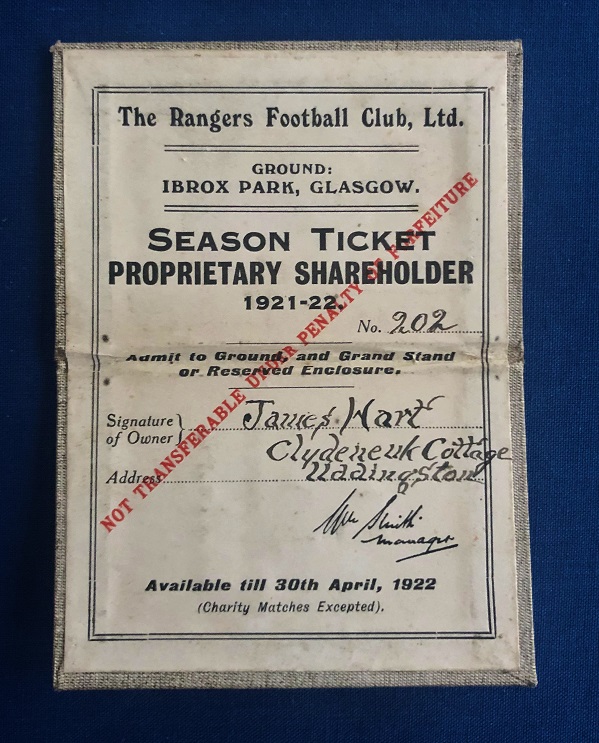 The Rangers Football Club, Ltd.
GROUND:
IBROX PARK, GLASGOW.
SEASON TICKET
PROPRIETARY SHAREHOLDER
1921-22.
No. 202
Admit to Ground, and Grand Stand
or Reserved Enclosure.
Signature of Owner } James Hart
Clydeneuk Cottage
Address Uddingston
Wm Smith
manager
Available till 30th April, 1922
(Charity Matches Excepted).
NOT TRANSFERABLE UNDER PENALTY OF FORFEITURE